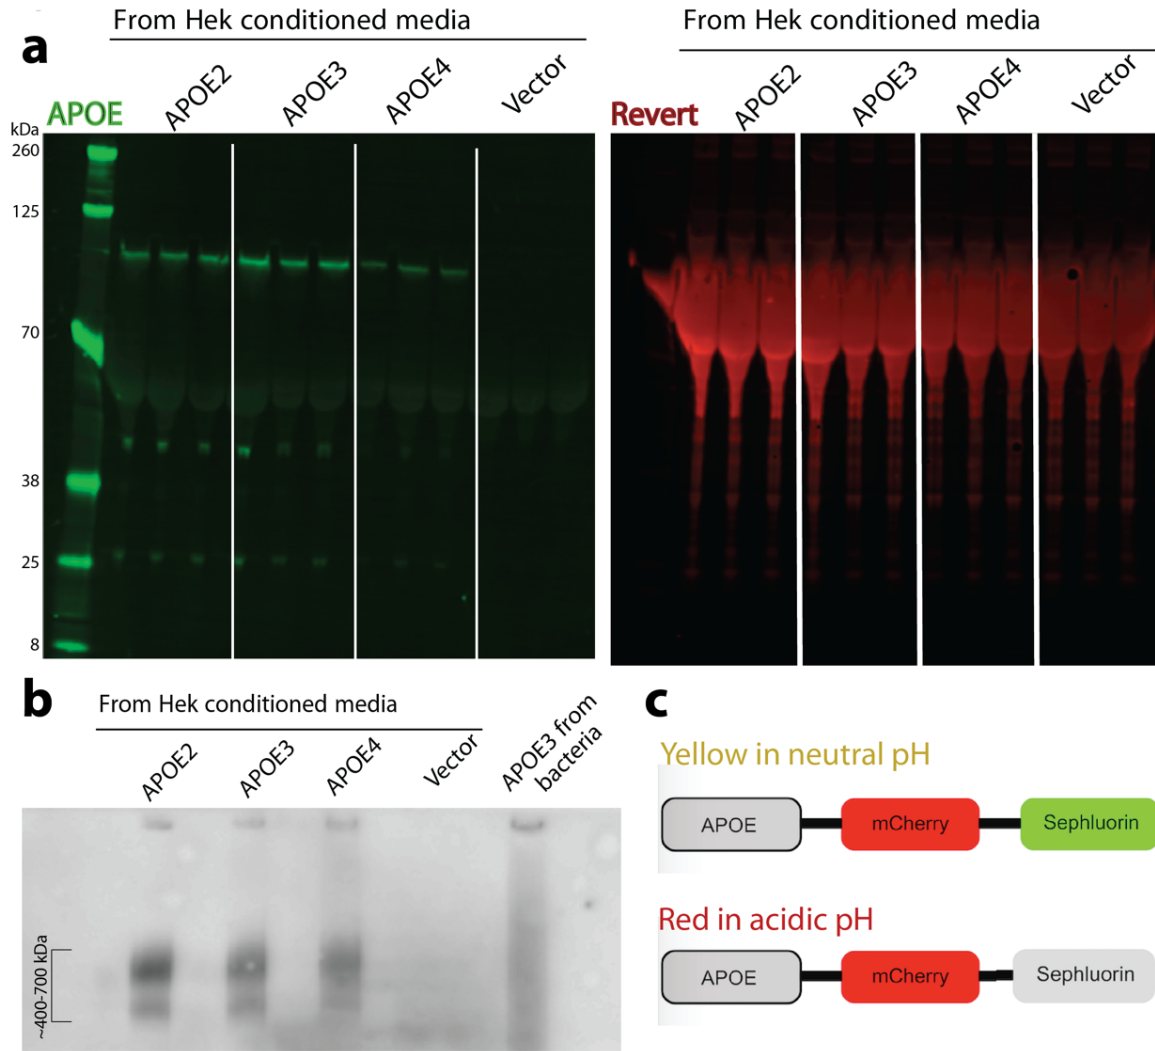 a
From Hek conditioned media
APOE2
APOE3
APOE4
Vector
APOE
kDa
260
125
70
38
25
8
From Hek conditioned media
APOE2
APOE3
APOE4
Vector
Revert
b
From Hek conditioned media
APOE2
APOE3
APOE4
Vector
APOE3 from
bacteria
~400-700 kDa
c
Yellow in neutral pH
APOE
mCherry
Sephluorin
Red in acidic pH
APOE
mCherry
Sephluorin